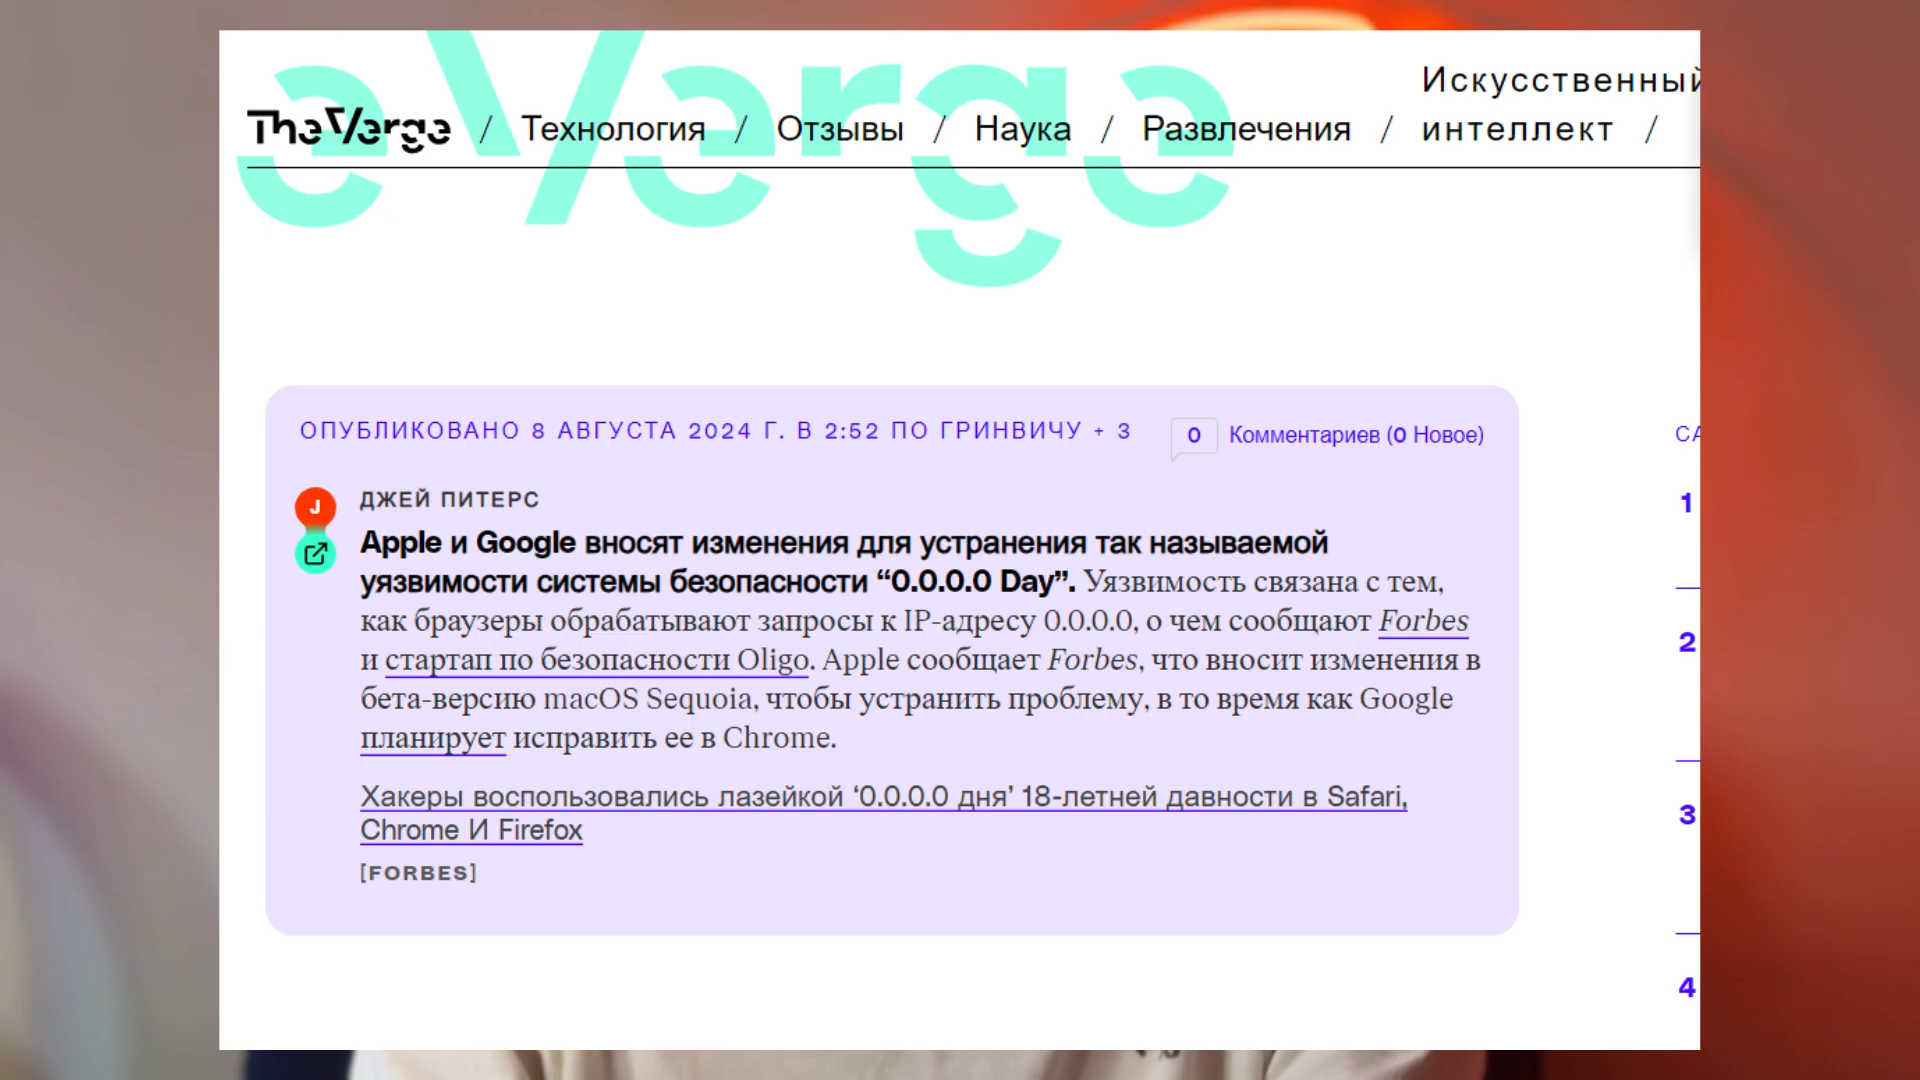 eVerge
Искусственный
TheVerge / Технология / Отзывы / Наука / Развлечения / интеллект /
ОПУБЛИКОВАНО 8 АВГУСТА 2024 Г. В 2:52 ПО ГРИНВИЧУ + 3
0 Комментариев (0 Новое)
СА
J
ДЖЕЙ ПИТЕРС
Apple и Google вносят изменения для устранения так называемой
уязвимости системы безопасности “0.0.0.0 Day”. Уязвимость связана с тем,
как браузеры обрабатывают запросы к IP-адресу 0.0.0.0, о чем сообщают Forbes
и стартап по безопасности Oligo. Apple сообщает Forbes, что вносит изменения в
бета-версию macOS Sequoia, чтобы устранить проблему, в то время как Google
планирует исправить ее в Chrome.
Хакеры воспользовались лазейкой ‘0.0.0.0 дня’ 18-летней давности в Safari,
Chrome И Firefox
[FORBES]
1
2
3
4